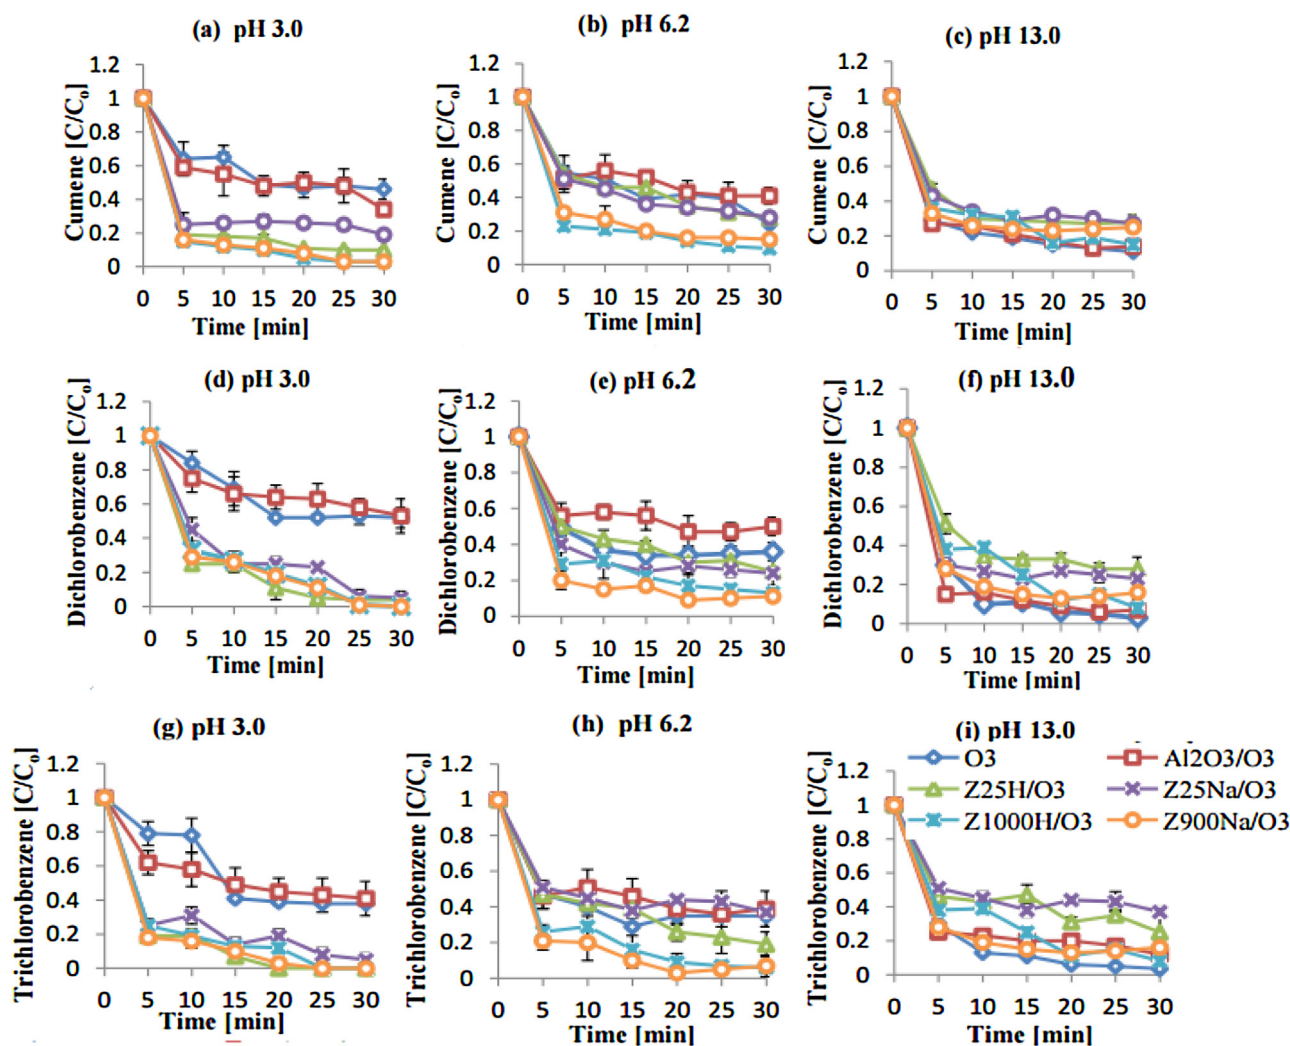 (a) pH 3.0
Cumene [C/Co]
1.2
1
0.8
0.6
0.4
0.2
0
0 5 10 15 20 25 30
Time [min]
(b) pH 6.2
Cumene [C/Co]
1.2
1
0.8
0.6
0.4
0.2
0
0 5 10 15 20 25 30
Time [min]
(c) pH 13.0
Cumene [C/Co]
1.2
1
0.8
0.6
0.4
0.2
0
0 5 10 15 20 25 30
Time [min]
(d) pH 3.0
Dichlorobenzene [C/Co]
1.2
1
0.8
0.6
0.4
0.2
0
0 5 10 15 20 25 30
Time [min]
(e) pH 6.2
Dichlorobenzene [C/Co]
1.2
1
0.8
0.6
0.4
0.2
0
0 5 10 15 20 25 30
Time [min]
(f) pH 13.0
Dichlorobenzene [C/Co]
1.2
1
0.8
0.6
0.4
0.2
0
0 5 10 15 20 25 30
Time [min]
(g) pH 3.0
Trichlorobenzene [C/Co]
1.2
1
0.8
0.6
0.4
0.2
0
0 5 10 15 20 25 30
Time [min]
(h) pH 6.2
Trichlorobenzene [C/Co]
1.2
1
0.8
0.6
0.4
0.2
0
0 5 10 15 20 25 30
Time [min]
(i) pH 13.0
O3 Al2O3/O3
Z25H/O3 Z25Na/O3
Z1000H/O3 Z900Na/O3
Trichlorobenzene [C/Co]
1.2
1
0.8
0.6
0.4
0.2
0
0 5 10 15 20 25 30
Time [min]